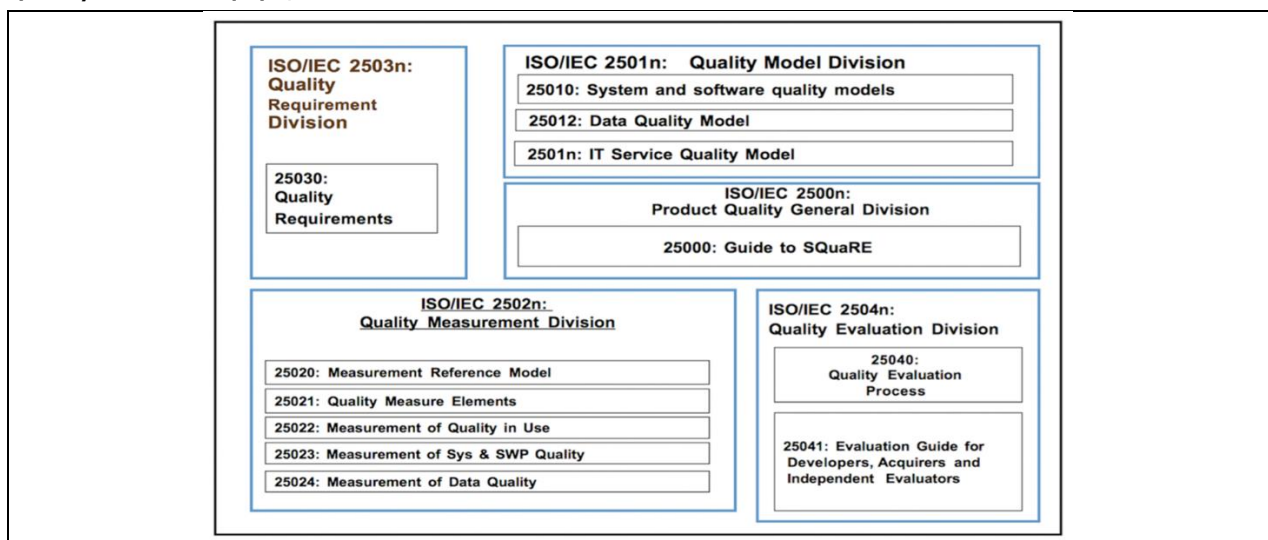 ISO/IEC 2503n:
Quality
Requirement
Division
25030:
Quality
Requirements
ISO/IEC 2501n: Quality Model Division
25010: System and software quality models
25012: Data Quality Model
2501n: IT Service Quality Model
ISO/IEC 2500n:
Product Quality General Division
25000: Guide to SQuaRE
ISO/IEC 2502n:
Quality Measurement Division
25020: Measurement Reference Model
25021: Quality Measure Elements
25022: Measurement of Quality in Use
25023: Measurement of Sys & SWP Quality
25024: Measurement of Data Quality
ISO/IEC 2504n:
Quality Evaluation Division
25040:
Quality Evaluation
Process
25041: Evaluation Guide for
Developers, Acquirers and
Independent Evaluators